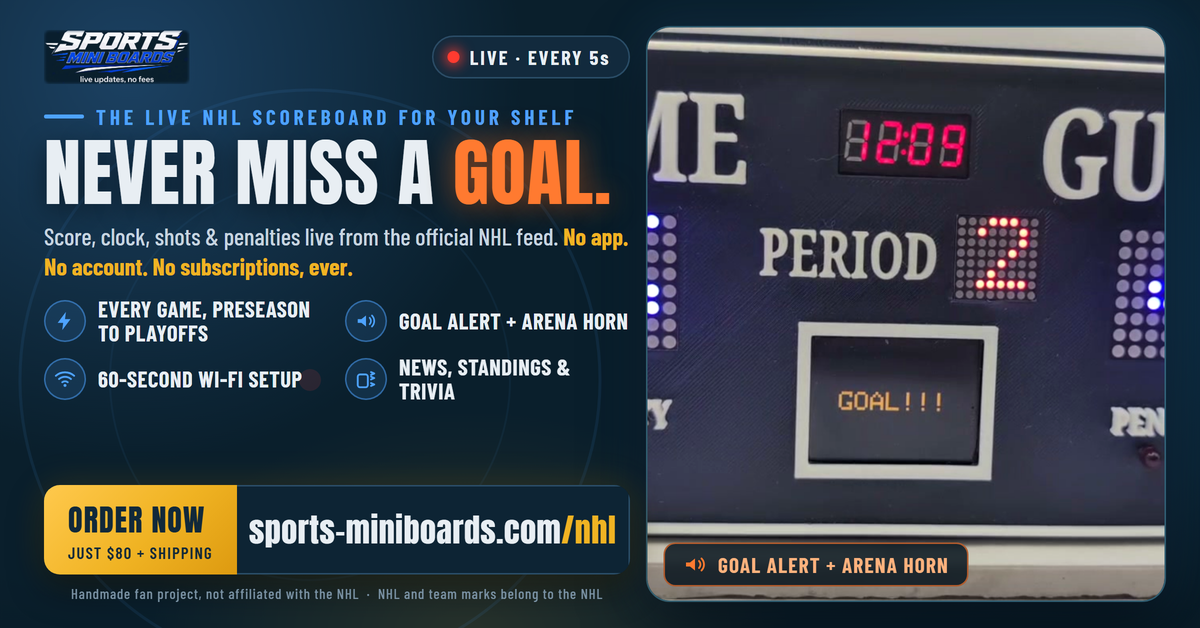 SPORTS
MINI BOARDS
live updates, no fees
LIVE · EVERY 5s
THE LIVE NHL SCOREBOARD FOR YOUR SHELF
NEVER MISS A GOAL.
Score, clock, shots & penalties live from the official NHL feed. No app.
No account. No subscriptions, ever.
EVERY GAME, PRESEASON
TO PLAYOFFS
GOAL ALERT + ARENA HORN
60-SECOND WI-FI SETUP
NEWS, STANDINGS &
TRIVIA
ORDER NOW
JUST $80 + SHIPPING
sports-miniboards.com/nhl
Handmade fan project, not affiliated with the NHL · NHL and team marks belong to the NHL
ME
GU
12:09
PERIOD
2
GOAL!!!
Y
PEN
GOAL ALERT + ARENA HORN